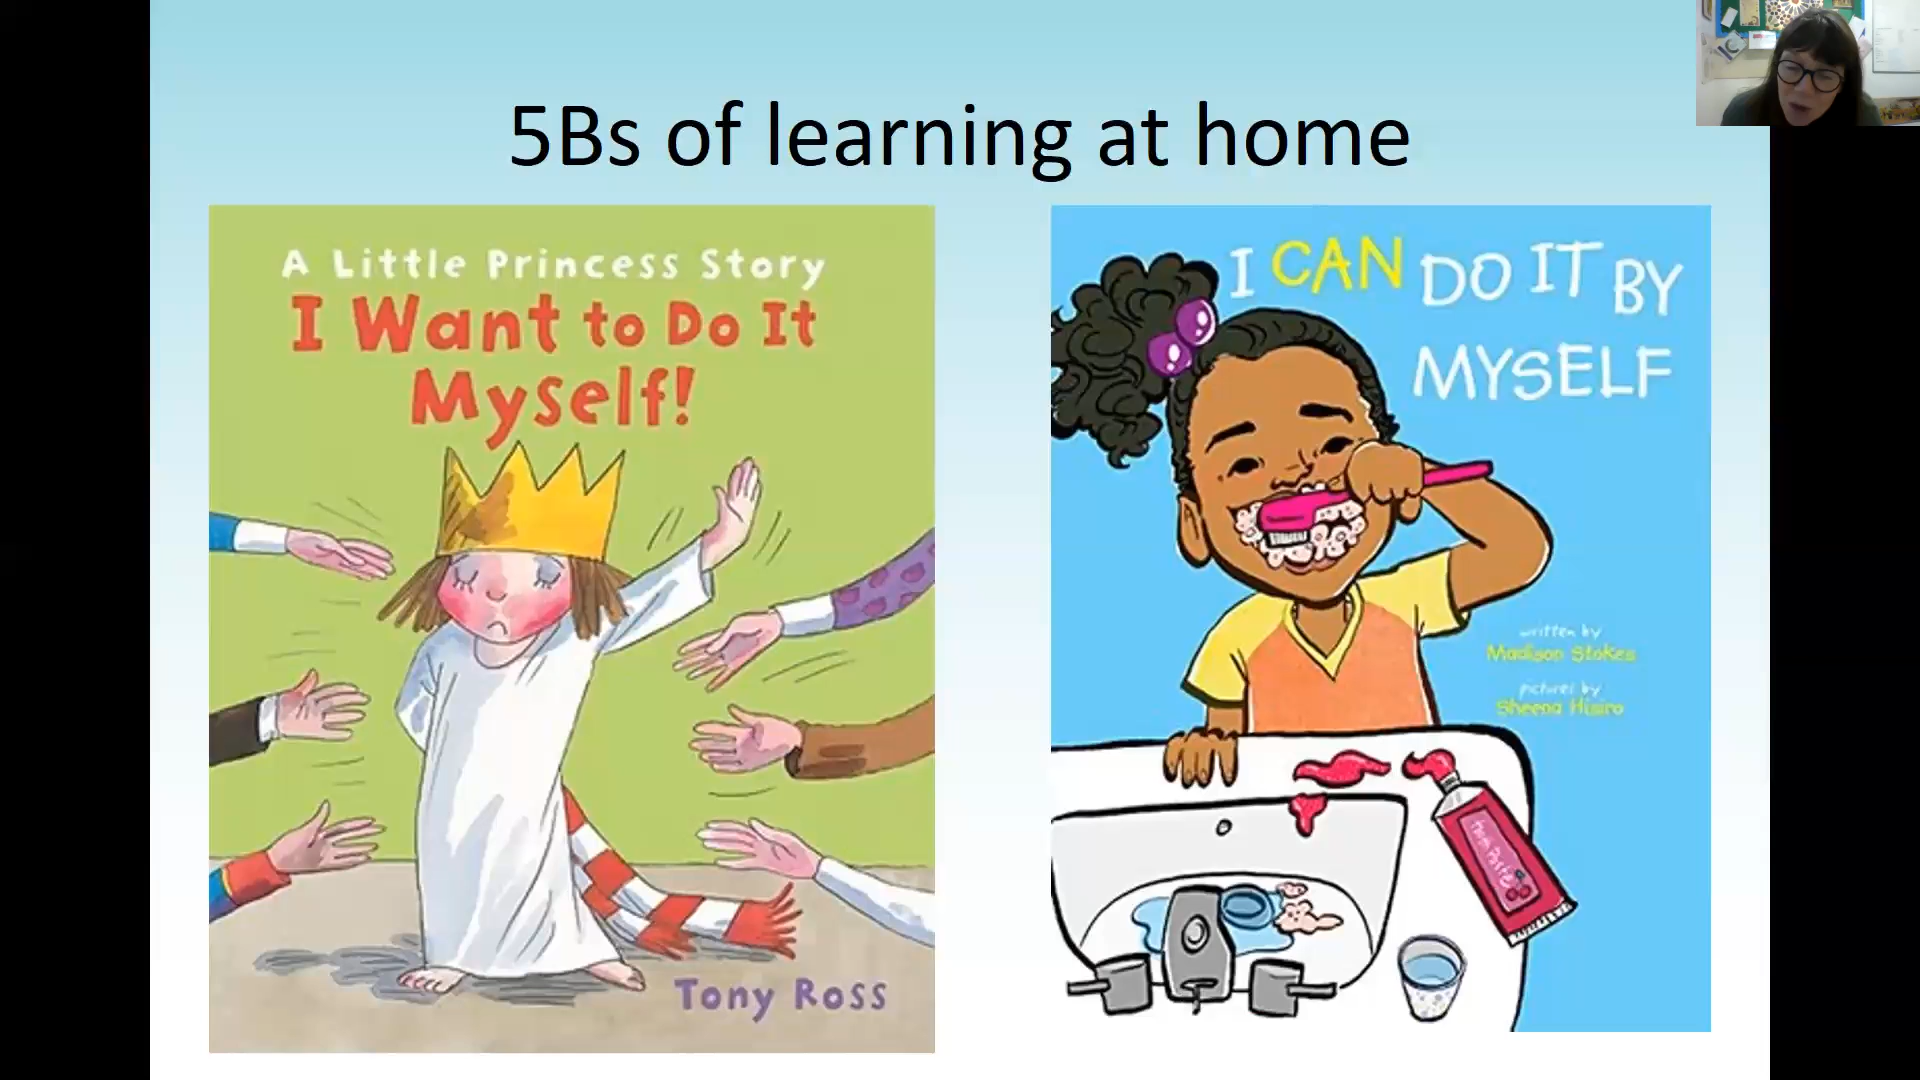 5Bs of learning at home
A Little Princess Story
I Want to Do It
Myself!
Tony Ross
I CAN DO IT BY
MYSELF
written by
Madison Stokes
pictures by
Sheena Hisiro